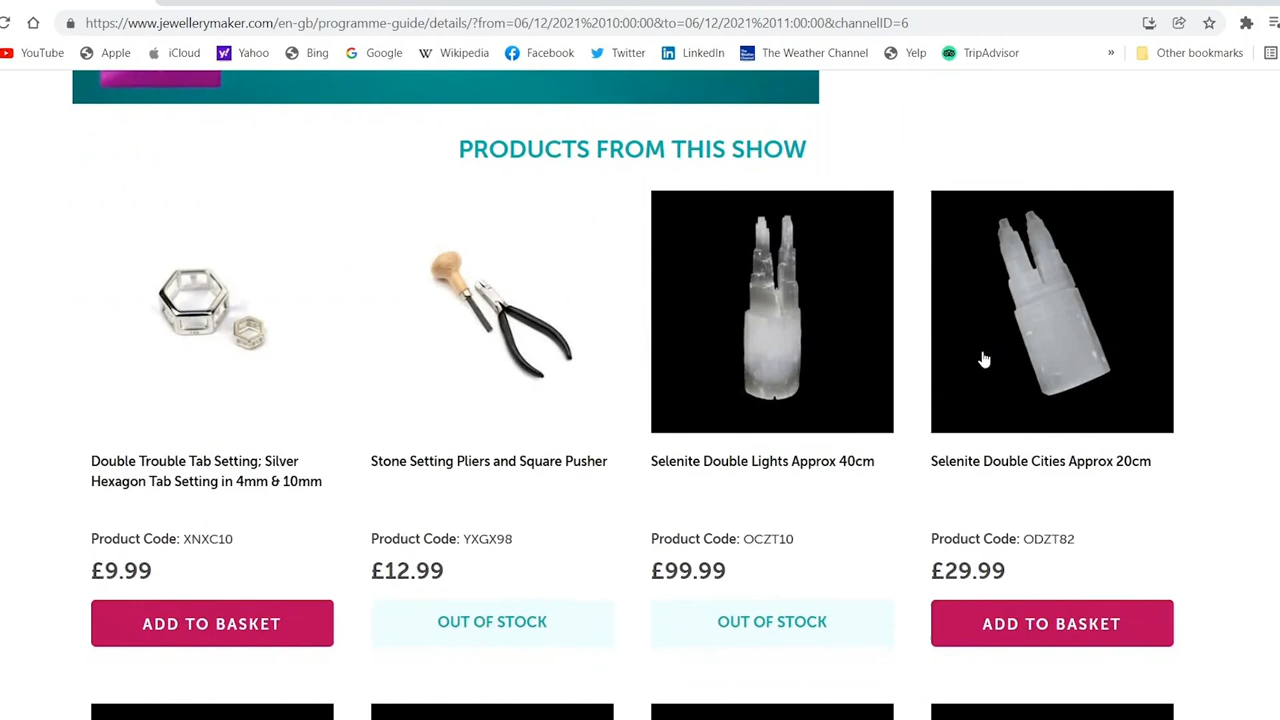 https://www.jewellerymaker.com/en-gb/programme-guide/details/?from=06/12/2021%2010:00:00&to=06/12/2021%2011:00:00&channelID=6
YouTube Apple iCloud Yahoo Bing Google Wikipedia Facebook Twitter LinkedIn The Weather Channel Yelp TripAdvisor » Other bookmarks
PRODUCTS FROM THIS SHOW
Double Trouble Tab Setting; Silver
Hexagon Tab Setting in 4mm & 10mm
Product Code: XNXC10
£9.99
ADD TO BASKET
Stone Setting Pliers and Square Pusher
Product Code: YXGX98
£12.99
OUT OF STOCK
Selenite Double Lights Approx 40cm
Product Code: OCZT10
£99.99
OUT OF STOCK
Selenite Double Cities Approx 20cm
Product Code: ODZT82
£29.99
ADD TO BASKET